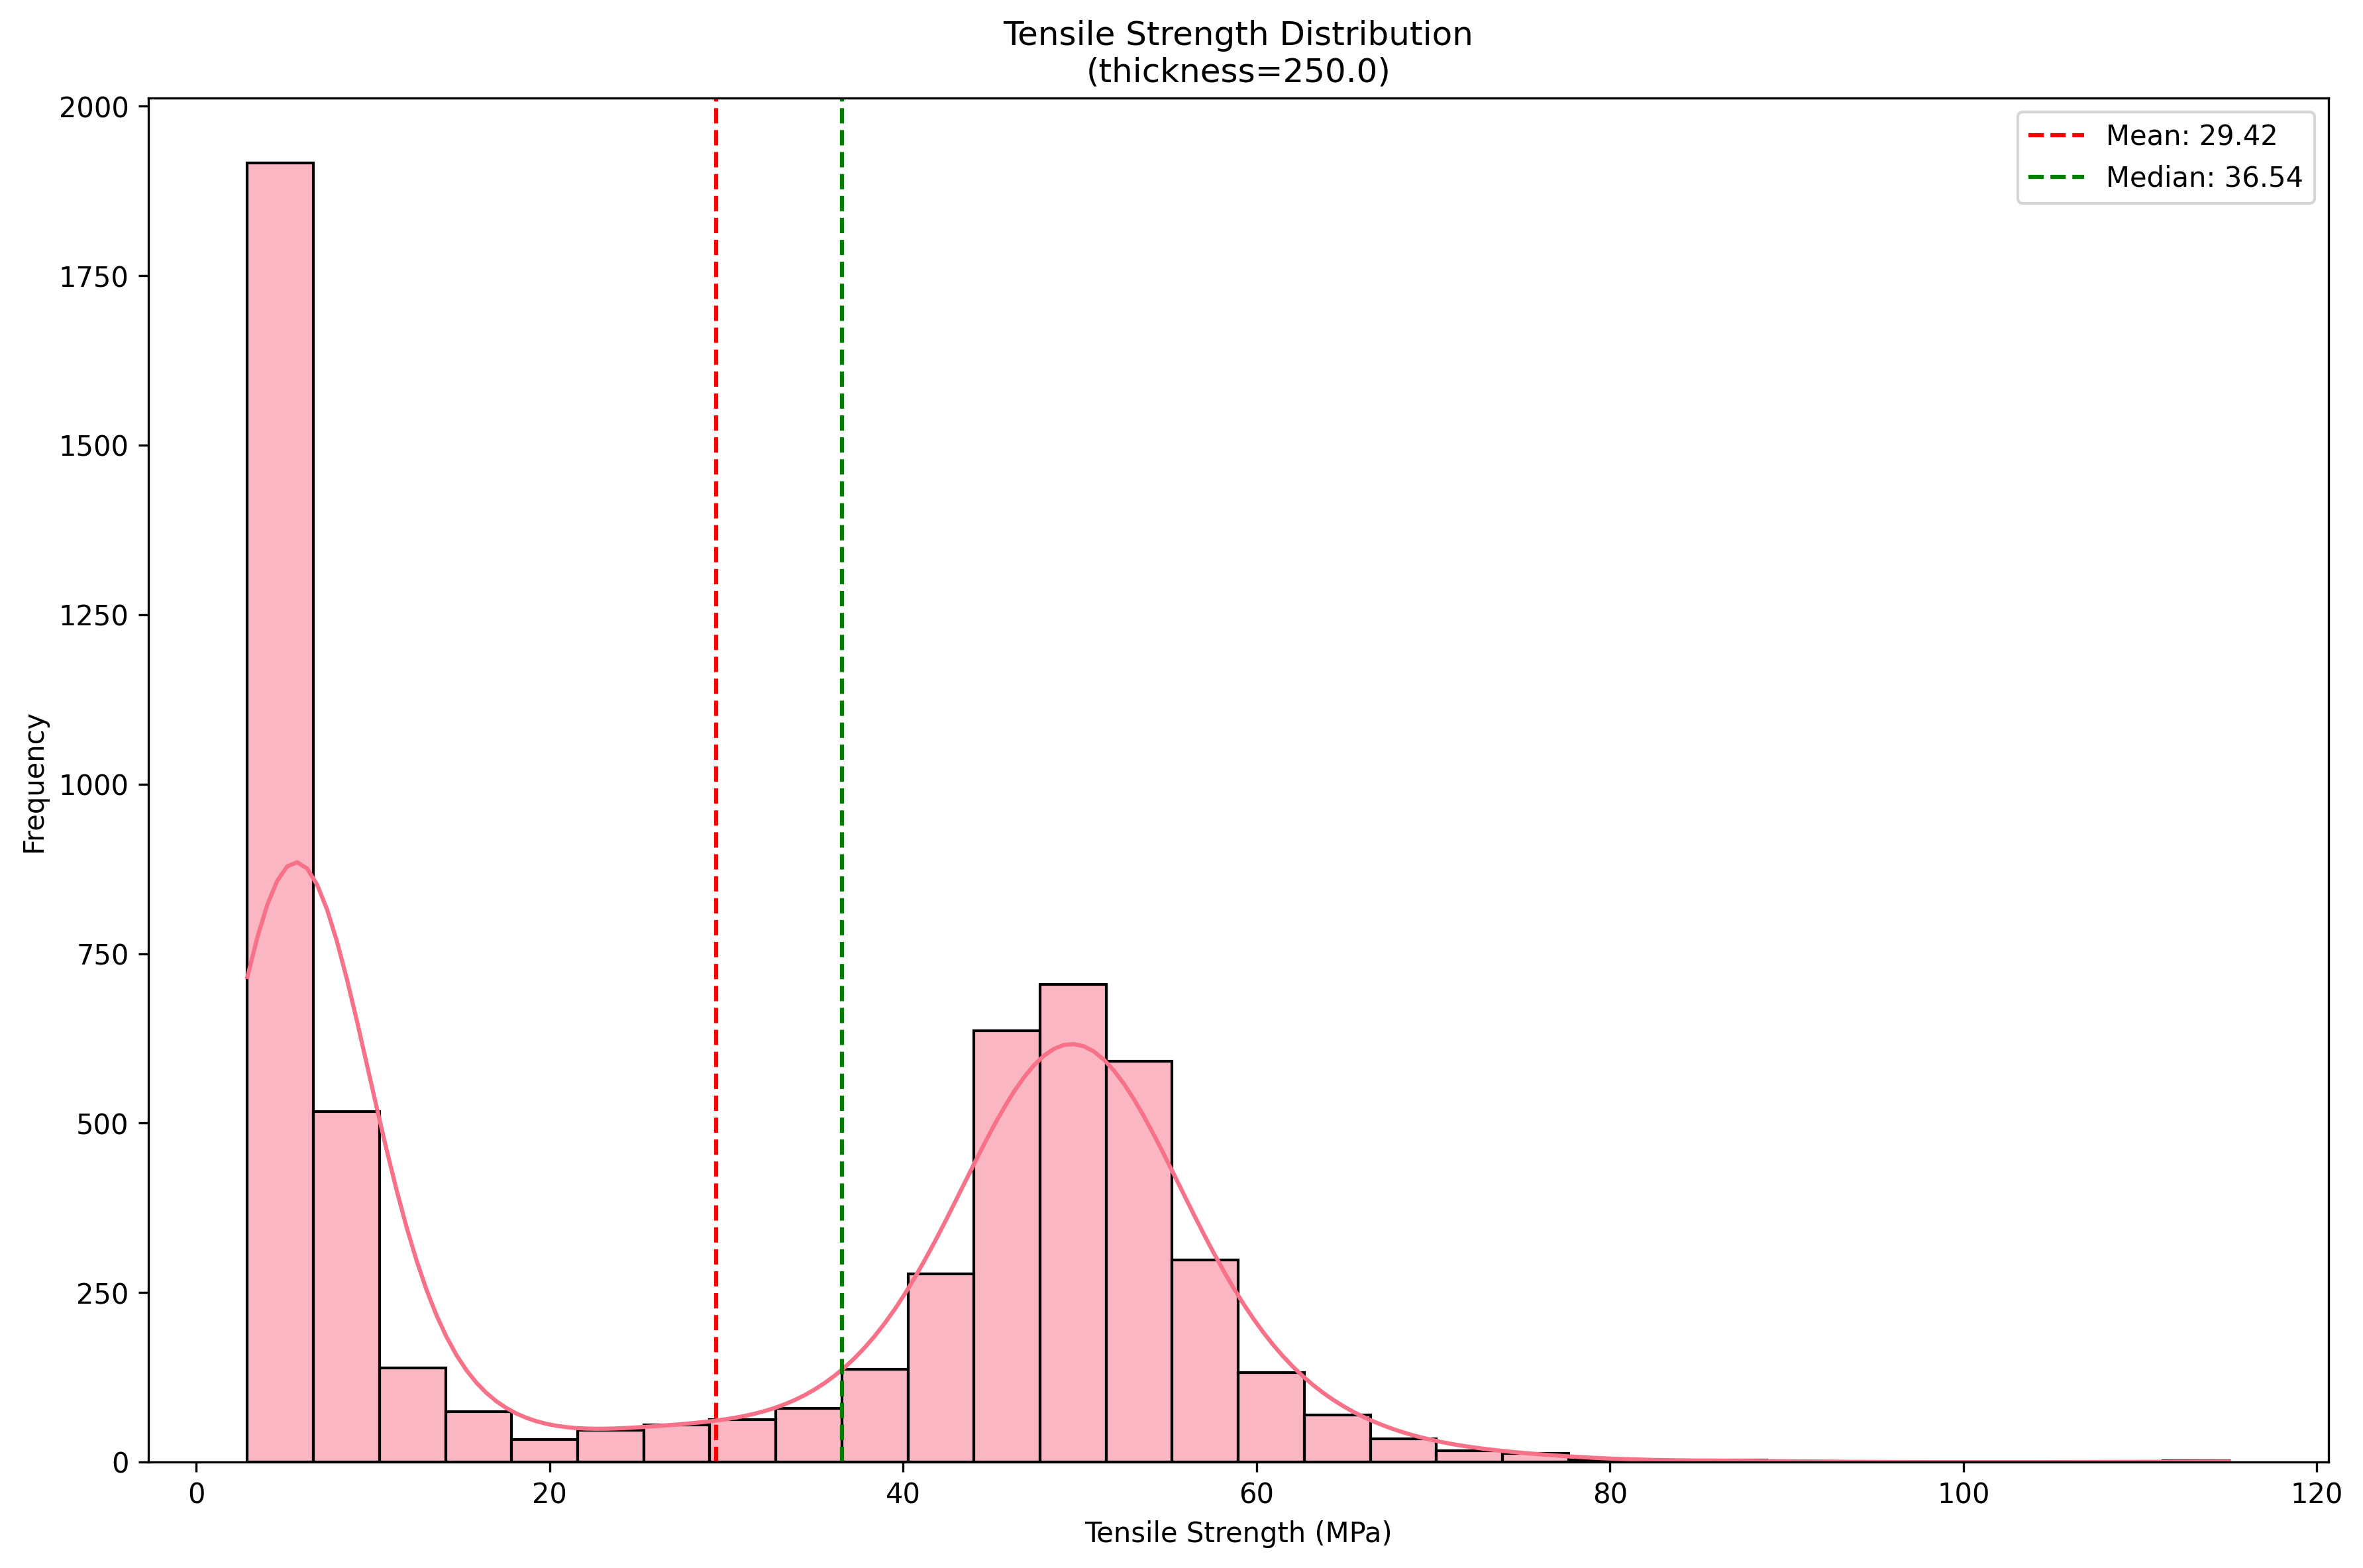 Tensile Strength Distribution
(thickness=250.0)
Mean: 29.42
Median: 36.54
Frequency
2000
1750
1500
1250
1000
750
500
250
0
0 20 40 60 80 100 120
Tensile Strength (MPa)